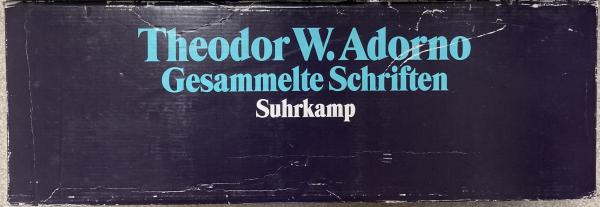 Theodor W. Adorno
Gesammelte Schriften
Suhrkamp